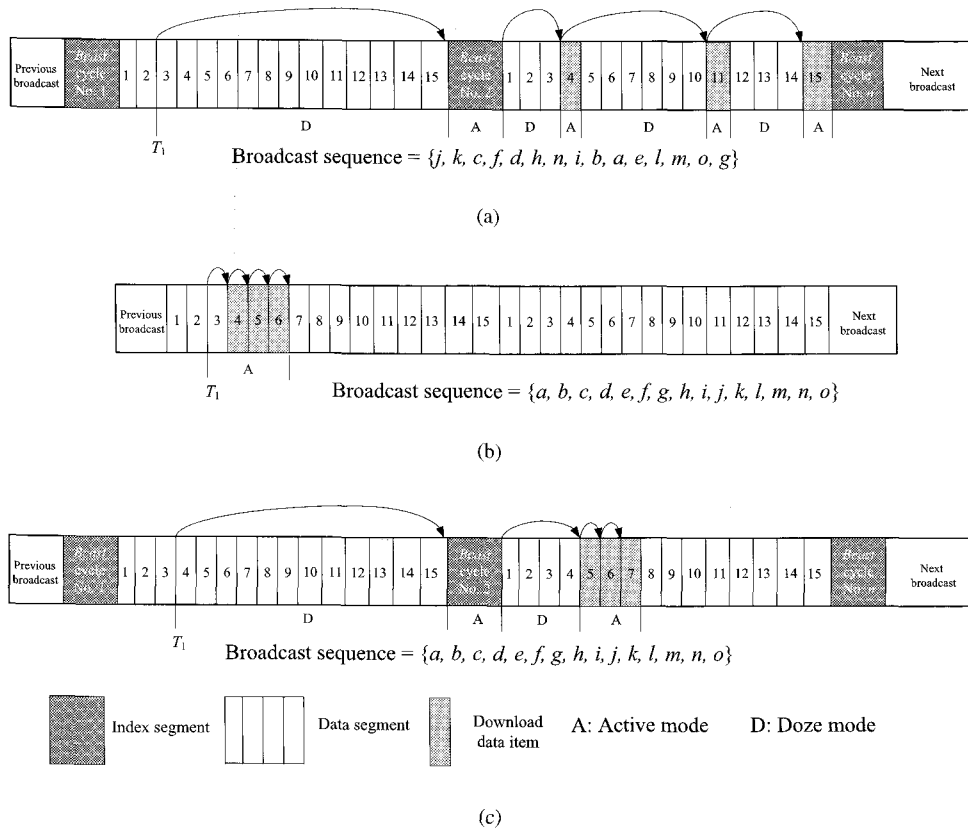 Previous broadcast
Bcast cycle No. 1
1 2 3 4 5 6 7 8 9 10 11 12 13 14 15
Bcast cycle
1 2 3 4 5 6 7 8 9 10 11 12 13 14 15
Bcast cycle No. n
Next broadcast
D A D A D A D A
T1
Broadcast sequence = {j, k, c, f, d, h, n, i, b, a, e, l, m, o, g}
(a)
Previous broadcast
1 2 3 4 5 6 7 8 9 10 11 12 13 14 15 1 2 3 4 5 6 7 8 9 10 11 12 13 14 15
Next broadcast
T1 A
Broadcast sequence = {a, b, c, d, e, f, g, h, i, j, k, l, m, n, o}
(b)
Previous broadcast
Bcast cycle No. 1
1 2 3 4 5 6 7 8 9 10 11 12 13 14 15
Bcast cycle
1 2 3 4 5 6 7 8 9 10 11 12 13 14 15
Bcast cycle No. n
Next broadcast
D A D A
T1
Broadcast sequence = {a, b, c, d, e, f, g, h, i, j, k, l, m, n, o}
Index segment
Data segment
Download data item
A: Active mode
D: Doze mode
(c)